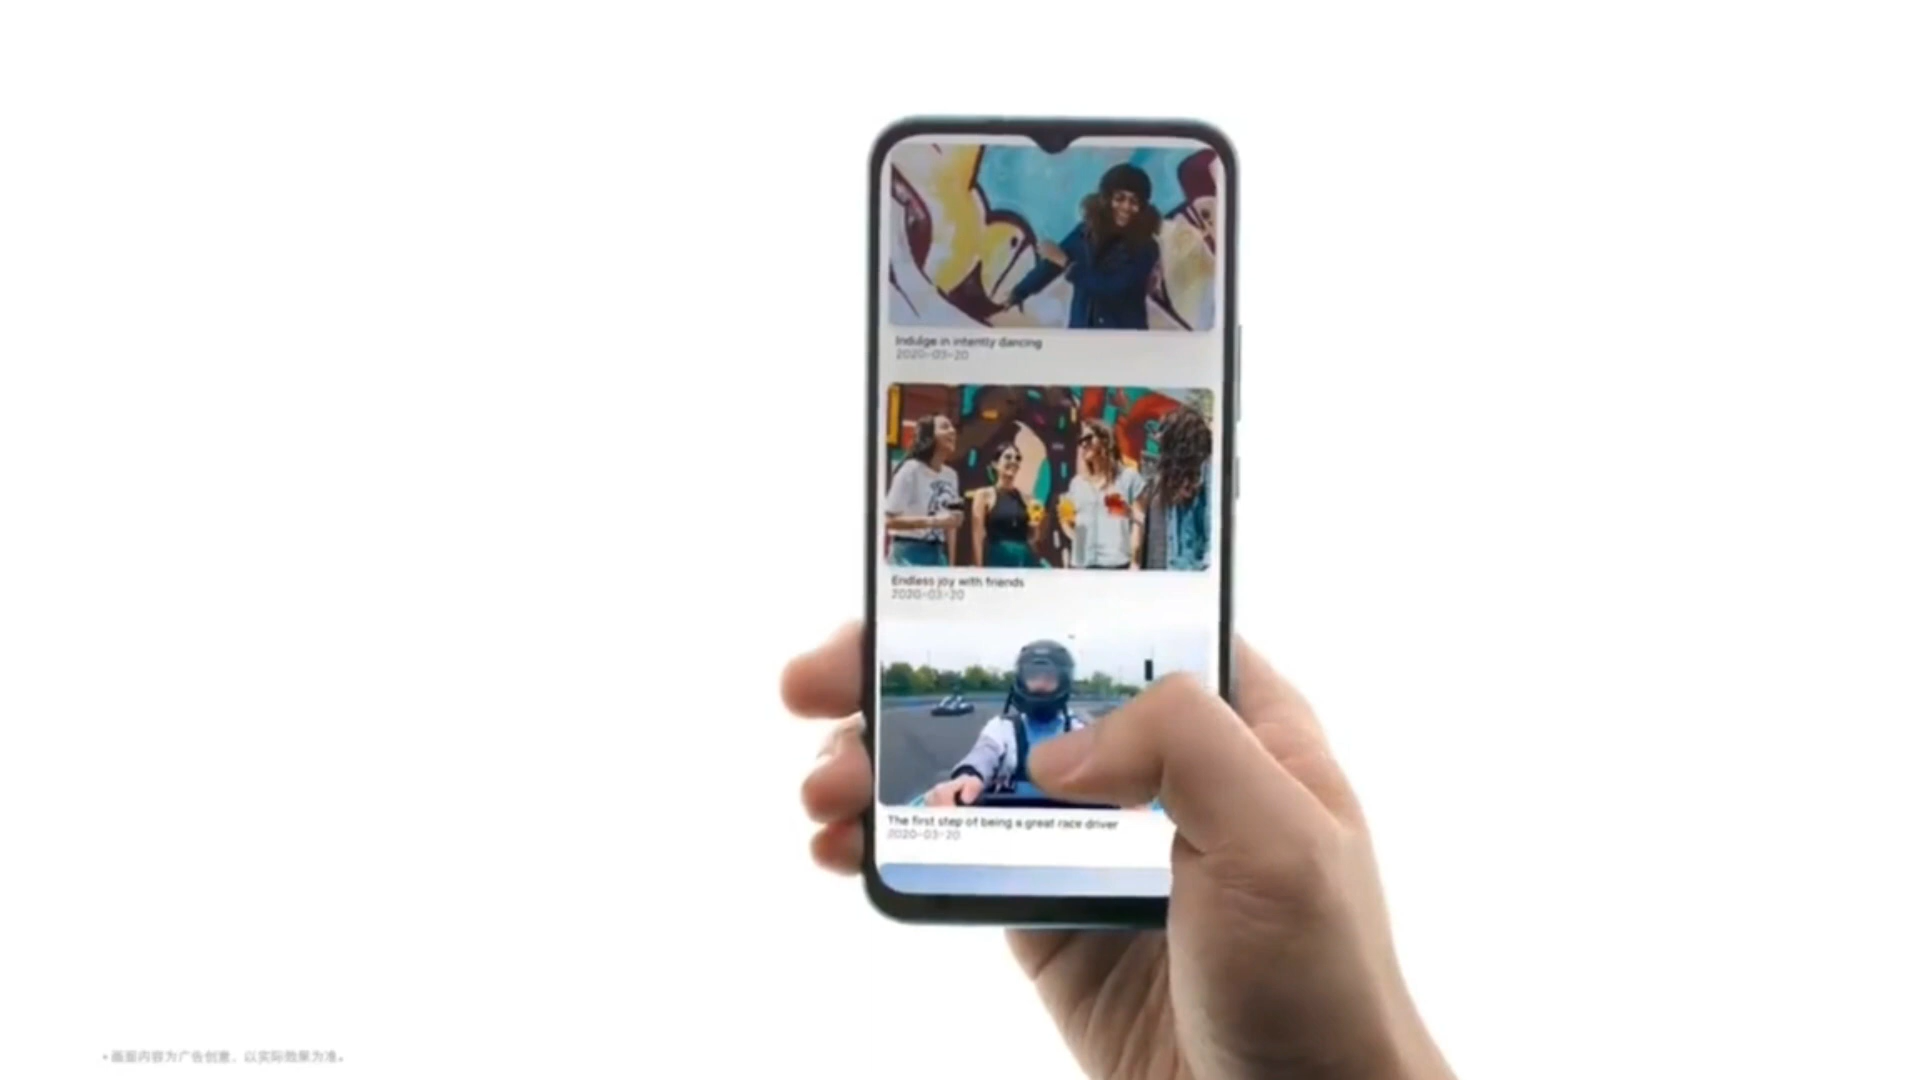 Indulge in intently dancing
2020-03-20
Endless joy with friends
2020-03-20
The first step of being a great race driver
2020-03-20
• 画面内容为广告创意，以实际效果为准。